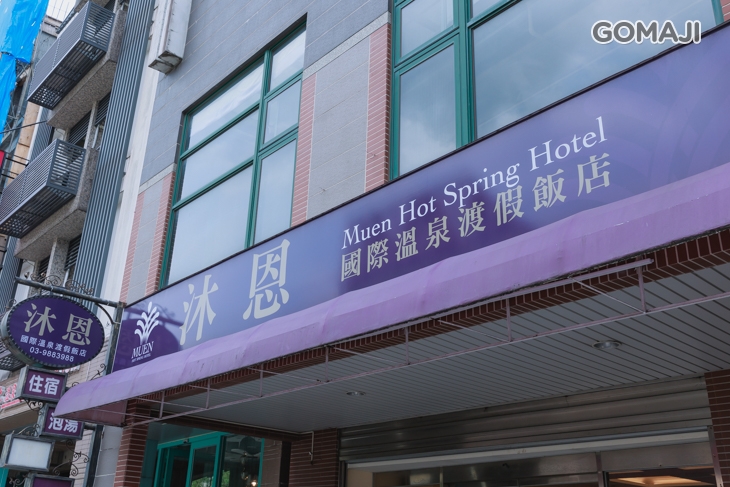 GOMAJI
Muen Hot Spring Hotel
沐恩
國際溫泉渡假飯店
MUEN
沐恩
國際溫泉渡假飯店
03-9883988
住宿
泡湯